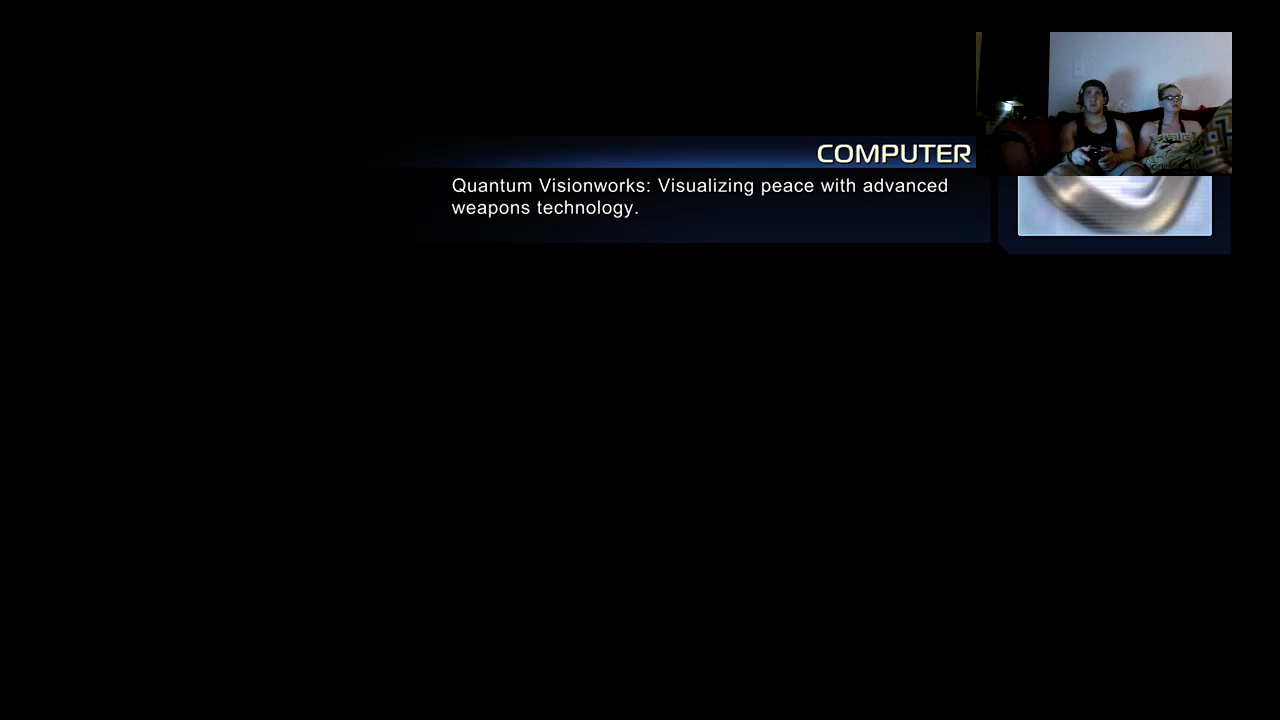 COMPUTER
Quantum Visionworks: Visualizing peace with advanced
weapons technology.